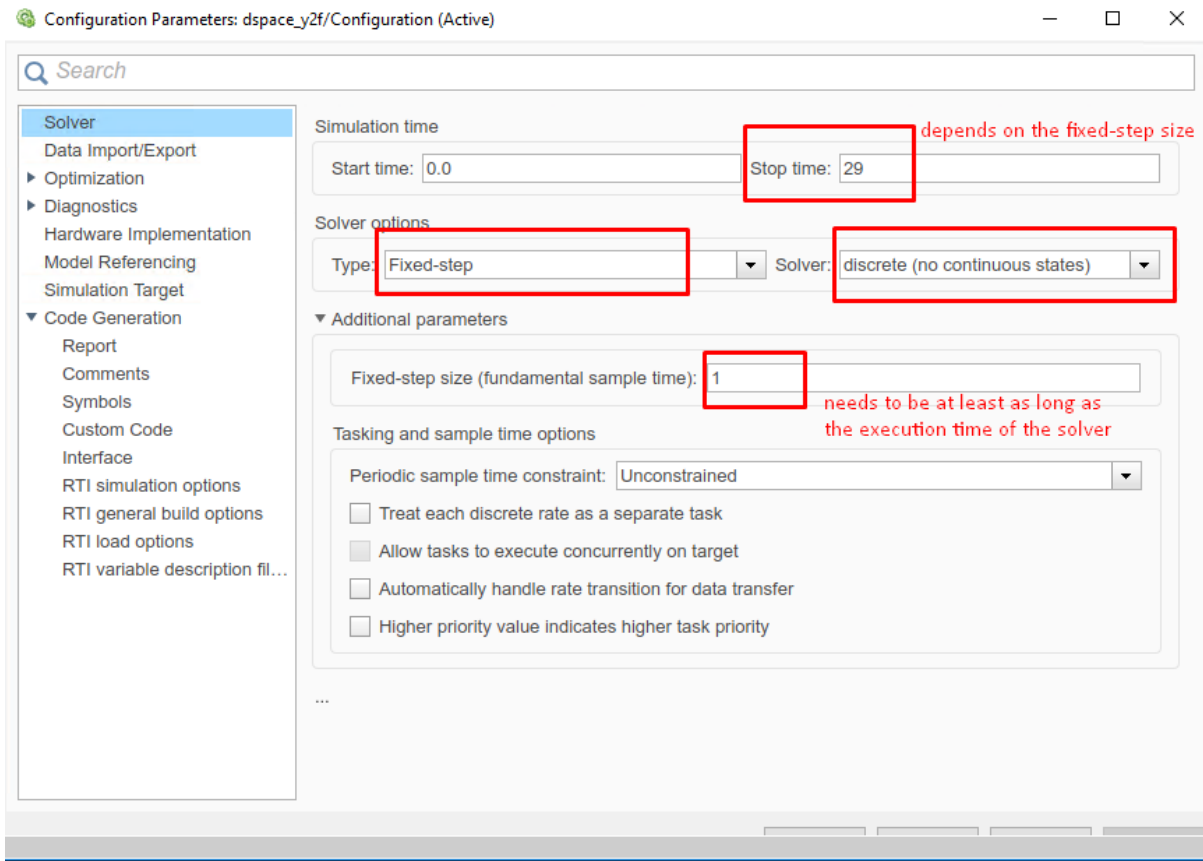 Configuration Parameters: dspace_y2f/Configuration (Active)
Search
Solver
Data Import/Export
Optimization
Diagnostics
Hardware Implementation
Model Referencing
Simulation Target
Code Generation
Report
Comments
Symbols
Custom Code
Interface
RTI simulation options
RTI general build options
RTI load options
RTI variable description fil...
Simulation time
depends on the fixed-step size
Start time: 0.0 Stop time: 29
Solver options
Type: Fixed-step Solver: discrete (no continuous states)
Additional parameters
Fixed-step size (fundamental sample time): 1
needs to be at least as long as
the execution time of the solver
Tasking and sample time options
Periodic sample time constraint: Unconstrained
Treat each discrete rate as a separate task
Allow tasks to execute concurrently on target
Automatically handle rate transition for data transfer
Higher priority value indicates higher task priority
...